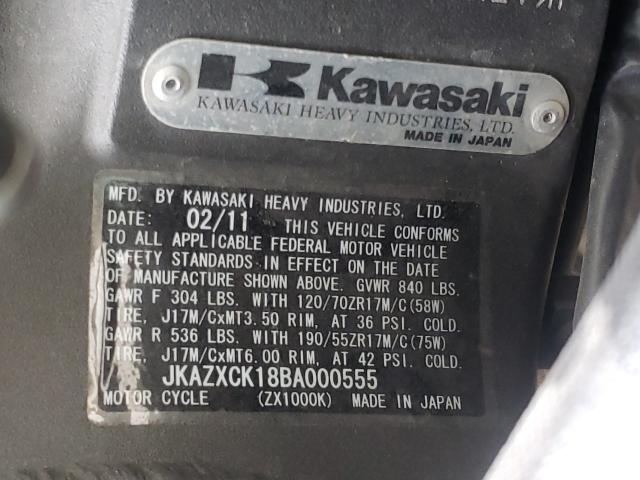 Kawasaki
KAWASAKI HEAVY INDUSTRIES, LTD.
MADE IN JAPAN
MFD. BY KAWASAKI HEAVY INDUSTRIES, LTD.
DATE: 02/11 THIS VEHICLE CONFORMS
TO ALL APPLICABLE FEDERAL MOTOR VEHICLE
SAFETY STANDARDS IN EFFECT ON THE DATE
OF MANUFACTURE SHOWN ABOVE. GVWR 840 LBS.
GAWR F 304 LBS. WITH 120/70ZR17M/C(58W)
TIRE, J17M/CxMT3.50 RIM, AT 36 PSI. COLD.
GAWR R 536 LBS. WITH 190/55ZR17M/C(75W)
TIRE, J17M/CxMT6.00 RIM, AT 42 PSI. COLD.
JKAZXCK18BA000555
MOTOR CYCLE (ZX1000K) MADE IN JAPAN